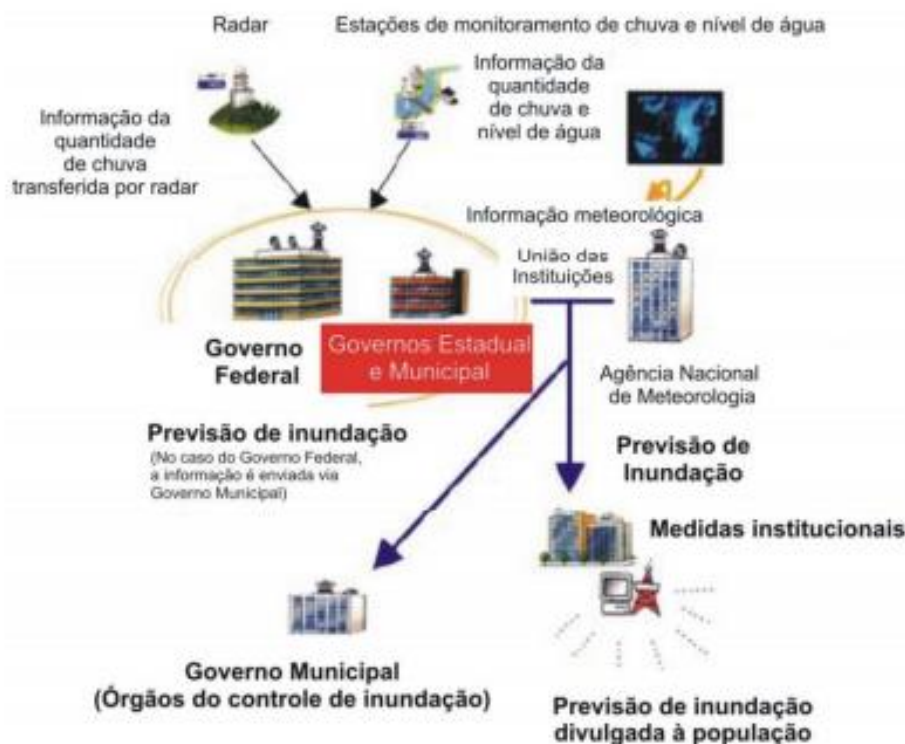 Radar
Estações de monitoramento de chuva e nível de água
Informação da
quantidade
de chuva e
nível de água
Informação da
quantidade
de chuva
transferida por radar
Informação meteorológica
União das
Instituições
Governo
Federal
Governos Estadual
e Municipal
Agência Nacional
de Meteorologia
Previsão de inundação
(No caso do Governo Federal,
a informação é enviada via
Governo Municipal)
Previsão de
Inundação
Medidas institucionais
Governo Municipal
(Órgãos do controle de inundação)
Previsão de inundação
divulgada à população